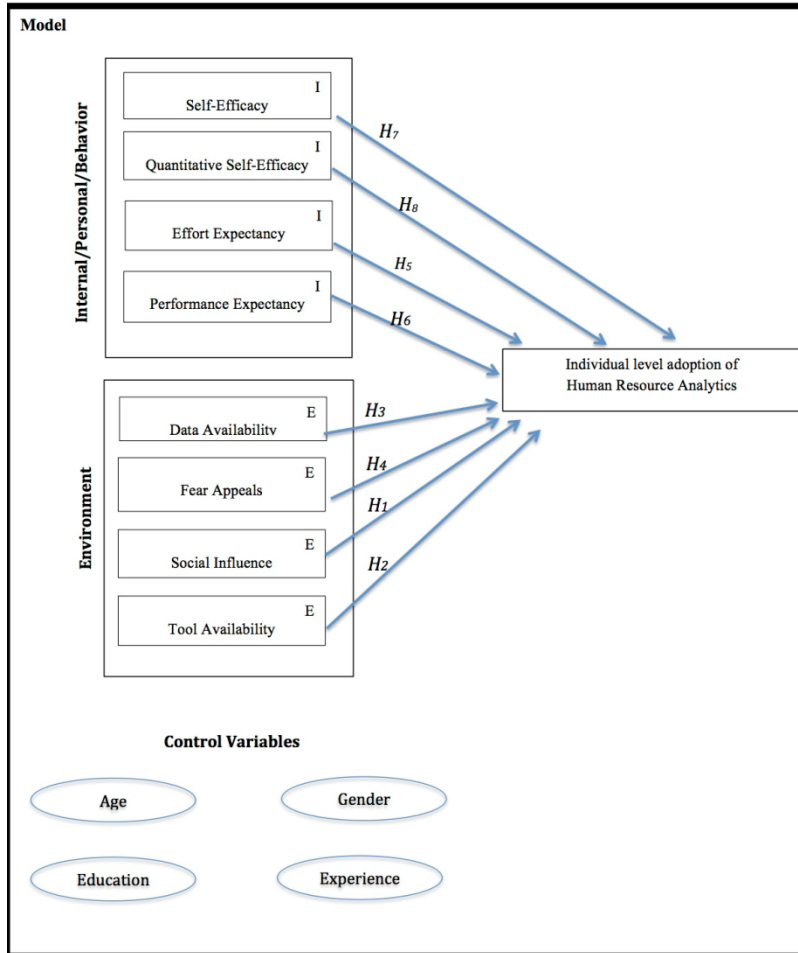 Model
Internal/Personal/Behavior
I
Self-Efficacy
H7
I
Quantitative Self-Efficacy
H8
I
Effort Expectancy
H5
I
Performance Expectancy
H6
Individual level adoption of
Human Resource Analytics
Environment
E
Data Availability
H3
E
Fear Appeals
H4
E
Social Influence
H1
E
Tool Availability
H2
Control Variables
Age
Gender
Education
Experience